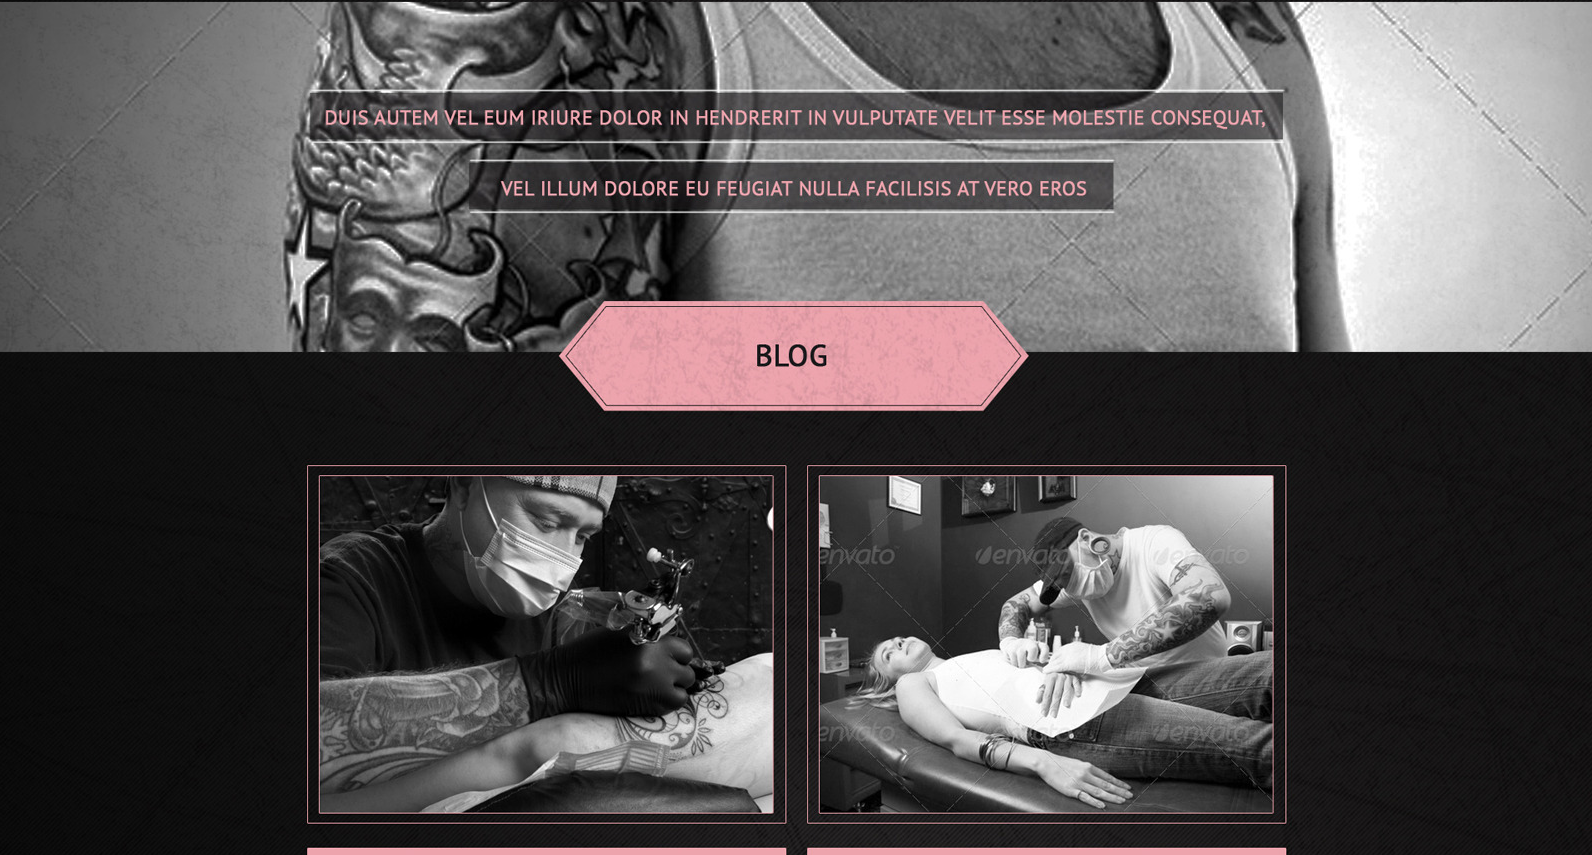 DUIS AUTEM VEL EUM IRIURE DOLOR IN HENDRERIT IN VULPUTATE VELIT ESSE MOLESTIE CONSEQUAT,
VEL ILLUM DOLORE EU FEUGIAT NULLA FACILISIS AT VERO EROS
BLOG
envato envato envato
envato envato